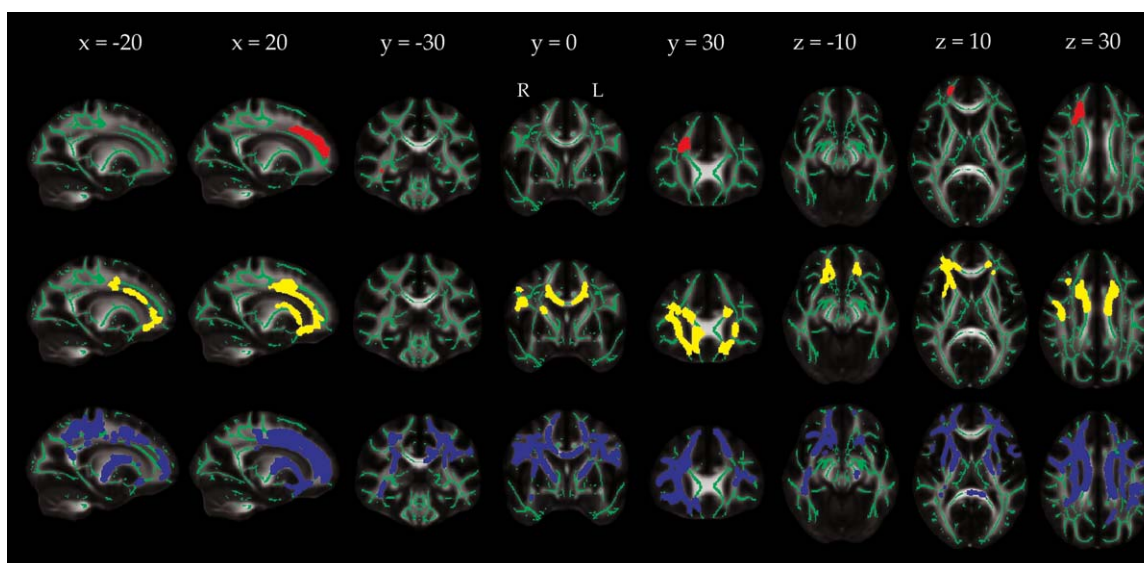 x = -20 x = 20 y = -30 y = 0 y = 30 z = -10 z = 10 z = 30
R L